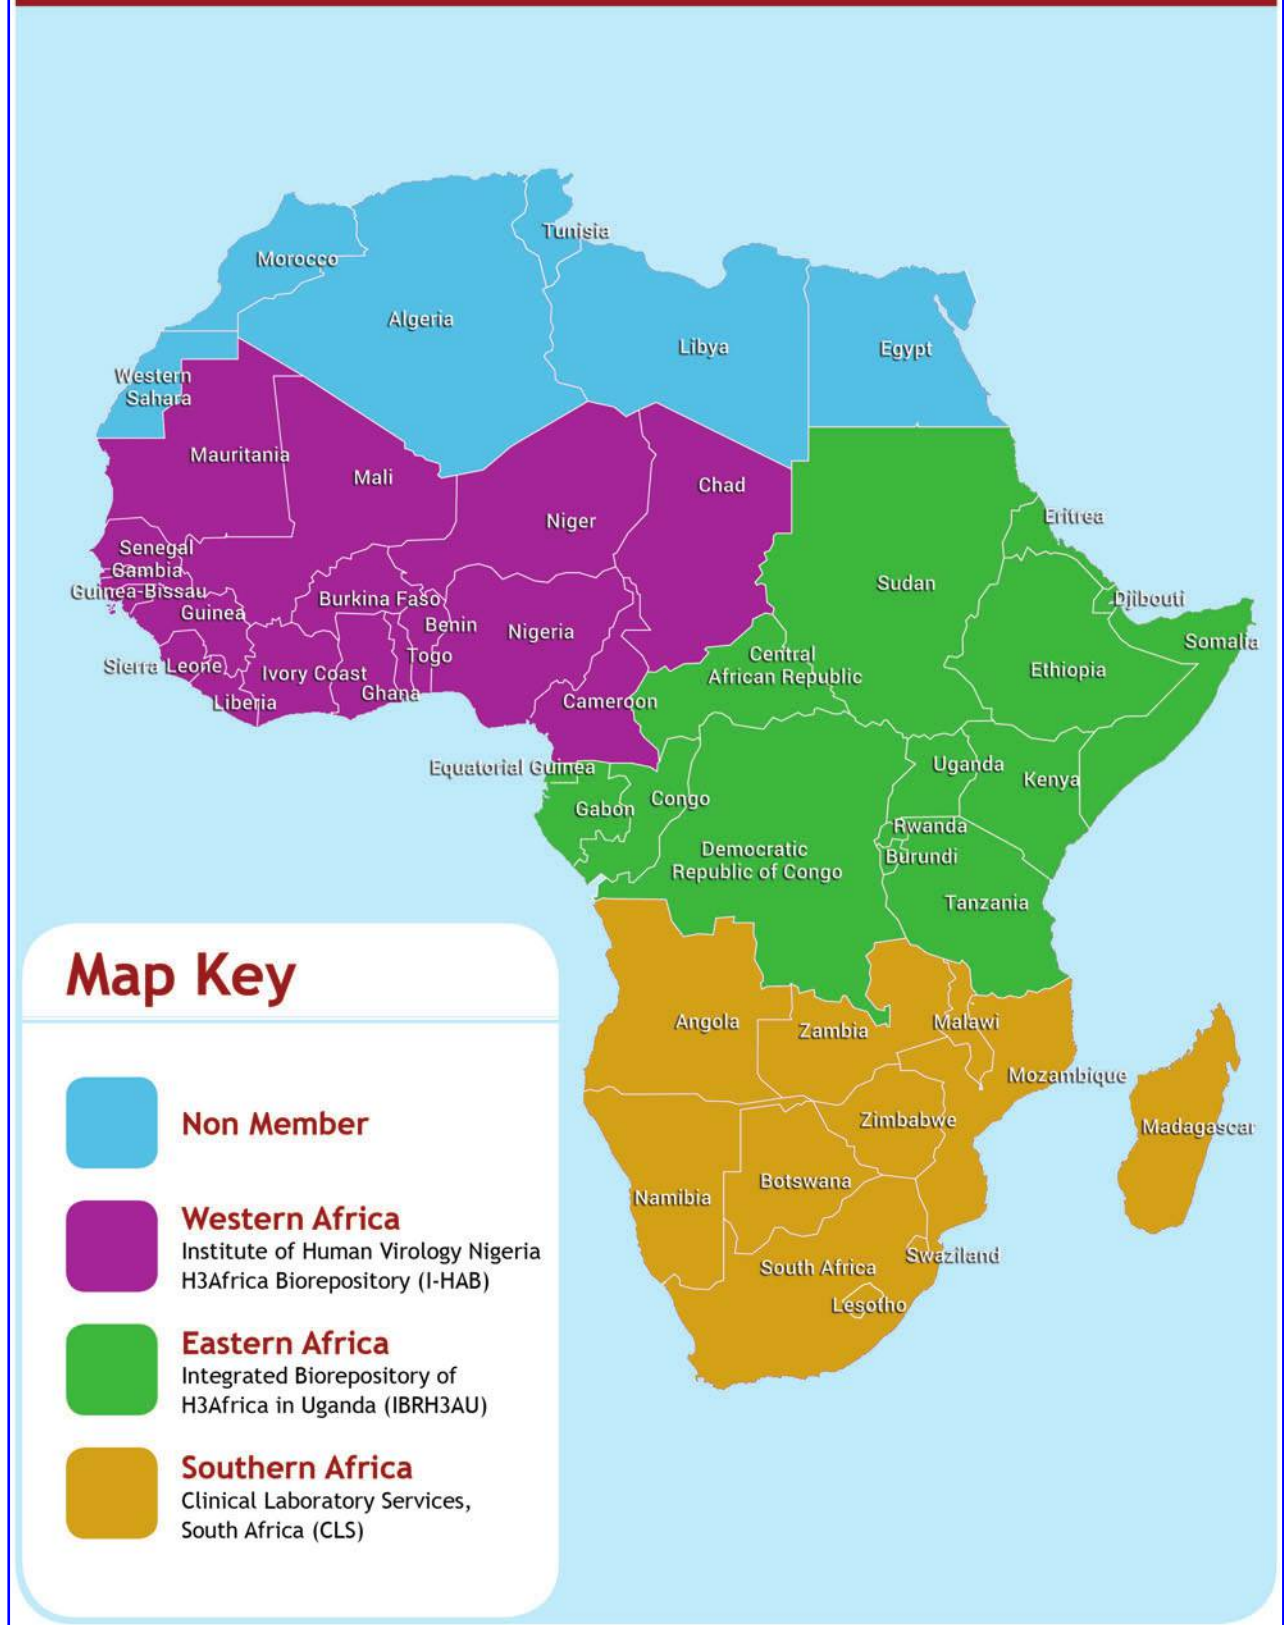 Tunisia
Morocco
Algeria
Libya
Egypt
Western
Sahara
Mauritania
Mali
Chad
Niger
Eritrea
Senegal
Gambia
Sudan
Guinea-Bissau
Burkina Faso
Djibouti
Guinea
Benin
Nigeria
Somalia
Togo
Central
African Republic
Sierra Leone
Ivory Coast
Ethiopia
Ghana
Liberia
Cameroon
Equatorial Guinea
Uganda
Kenya
Gabon
Congo
Rwanda
Democratic
Republic of Congo
Burundi
Tanzania
Angola
Zambia
Malawi
Mozambique
Zimbabwe
Madagascar
Botswana
Namibia
South Africa
Swaziland
Lesotho
Map Key
Non Member
Western Africa
Institute of Human Virology Nigeria
H3Africa Biorepository (I-HAB)
Eastern Africa
Integrated Biorepository of
H3Africa in Uganda (IBRH3AU)
Southern Africa
Clinical Laboratory Services,
South Africa (CLS)